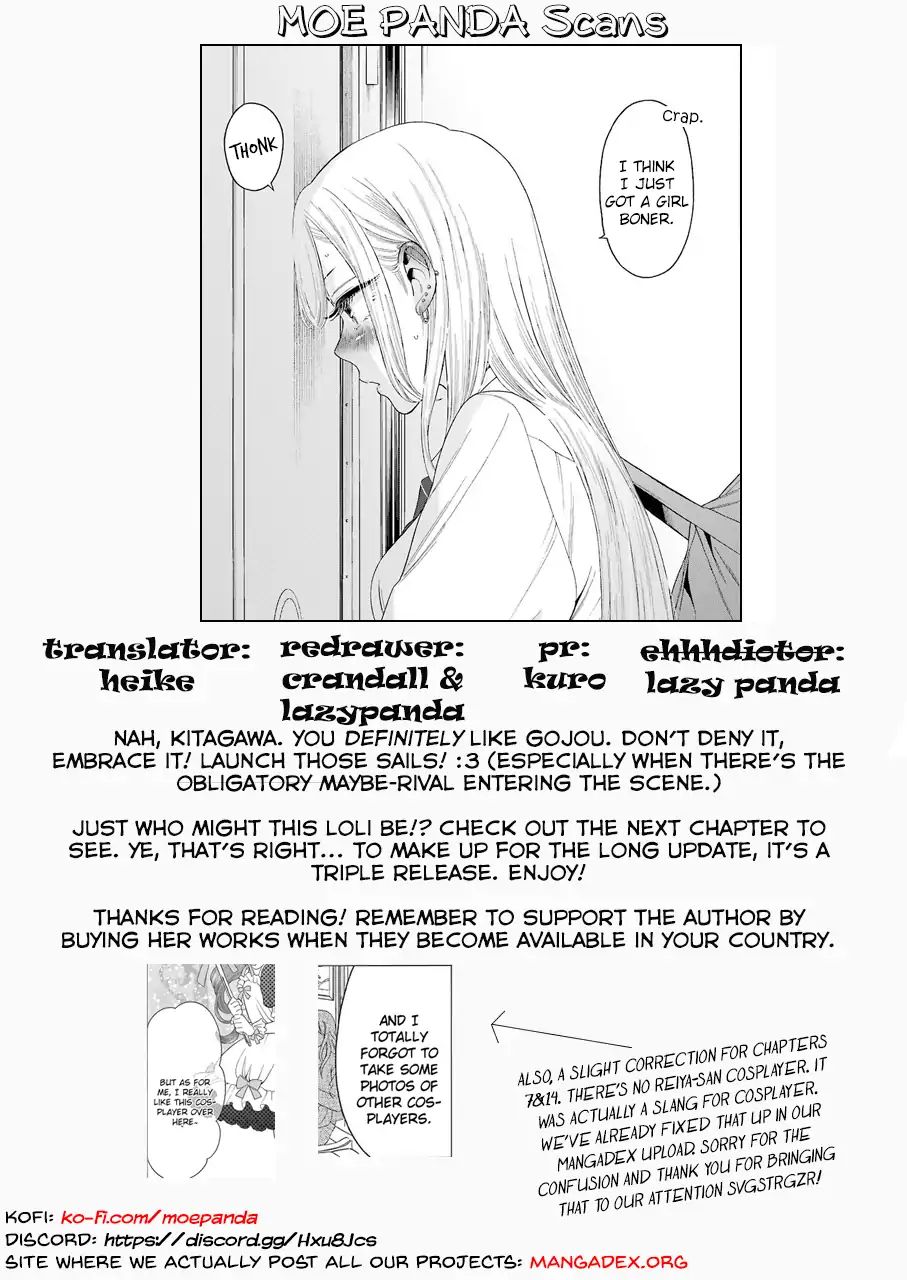 MOE PANDA Scans
Crap.
I THINK
I JUST
GOT A GIRL
BONER.
THONK
translator:
heike
redrawer:
crandall &
lazypanda
pr:
kuro
ehhhdiotor:
lazy panda
NAH, KITAGAWA. YOU DEFINITELY LIKE GOJOU. DON'T DENY IT,
EMBRACE IT! LAUNCH THOSE SAILS! :3 (ESPECIALLY WHEN THERE'S THE
OBLIGATORY MAYBE-RIVAL ENTERING THE SCENE.)
JUST WHO MIGHT THIS LOLI BE!? CHECK OUT THE NEXT CHAPTER TO
SEE. YE, THAT'S RIGHT... TO MAKE UP FOR THE LONG UPDATE, IT'S A
TRIPLE RELEASE. ENJOY!
THANKS FOR READING! REMEMBER TO SUPPORT THE AUTHOR BY
BUYING HER WORKS WHEN THEY BECOME AVAILABLE IN YOUR COUNTRY.
BUT AS FOR
ME, I REALLY
LIKE THIS COS-
PLAYER OVER
HERE~
AND I
TOTALLY
FORGOT TO
TAKE SOME
PHOTOS OF
OTHER COS-
PLAYERS.
ALSO, A SLIGHT CORRECTION FOR CHAPTERS
7&14. THERE'S NO REIYA-SAN COSPLAYER. IT
WAS ACTUALLY A SLANG FOR COSPLAYER.
WE'VE ALREADY FIXED THAT UP IN OUR
MANGADEX UPLOAD. SORRY FOR THE
CONFUSION AND THANK YOU FOR BRINGING
THAT TO OUR ATTENTION SVGSTRGZR!
KOFI: ko-fi.com/moepanda
DISCORD: https://discord.gg/Hxu8Jcs
SITE WHERE WE ACTUALLY POST ALL OUR PROJECTS: MANGADEX.ORG